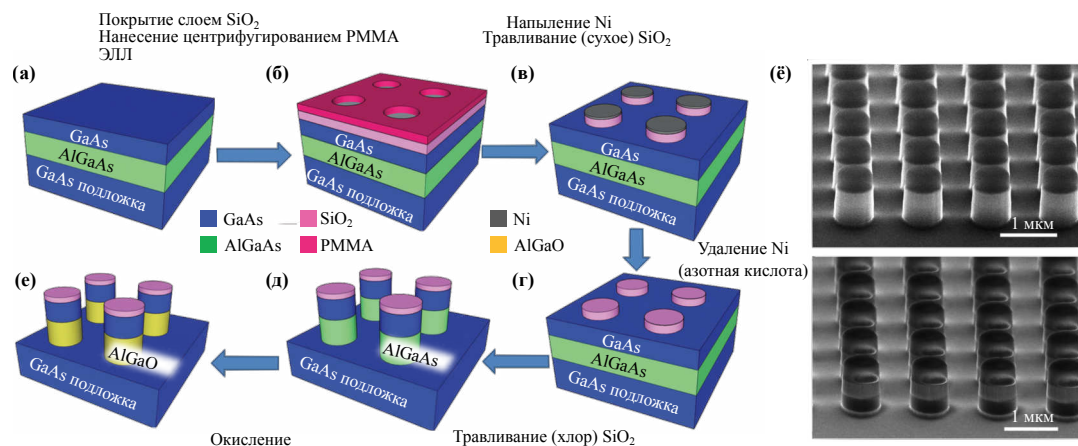 Покрытие слоем SiO₂
Нанесение центрифугированием PMMA
ЭЛЛ
Напыление Ni
Травливание (сухое) SiO₂
(а)
(б)
(в)
(ё)
GaAs
AlGaAs
GaAs подложка
GaAs
AlGaAs
GaAs подложка
GaAs
AlGaAs
GaAs подложка
1 мкм
GaAs
SiO₂
Ni
AlGaAs
PMMA
AlGaO
Удаление Ni
(азотная кислота)
(е)
(д)
(г)
AlGaO
GaAs подложка
AlGaAs
GaAs подложка
GaAs
AlGaAs
GaAs подложка
1 мкм
Окисление
Травливание (хлор) SiO₂